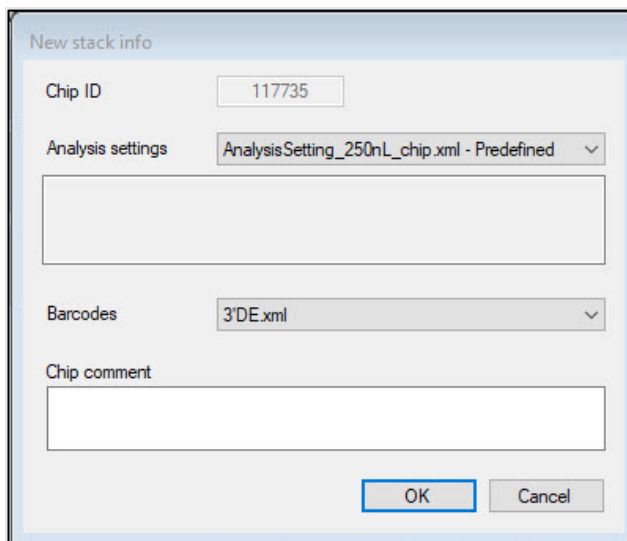 New stack info
Chip ID 117735
Analysis settings AnalysisSetting_250nL_chip.xml - Predefined
Barcodes 3'DE.xml
Chip comment
OK Cancel